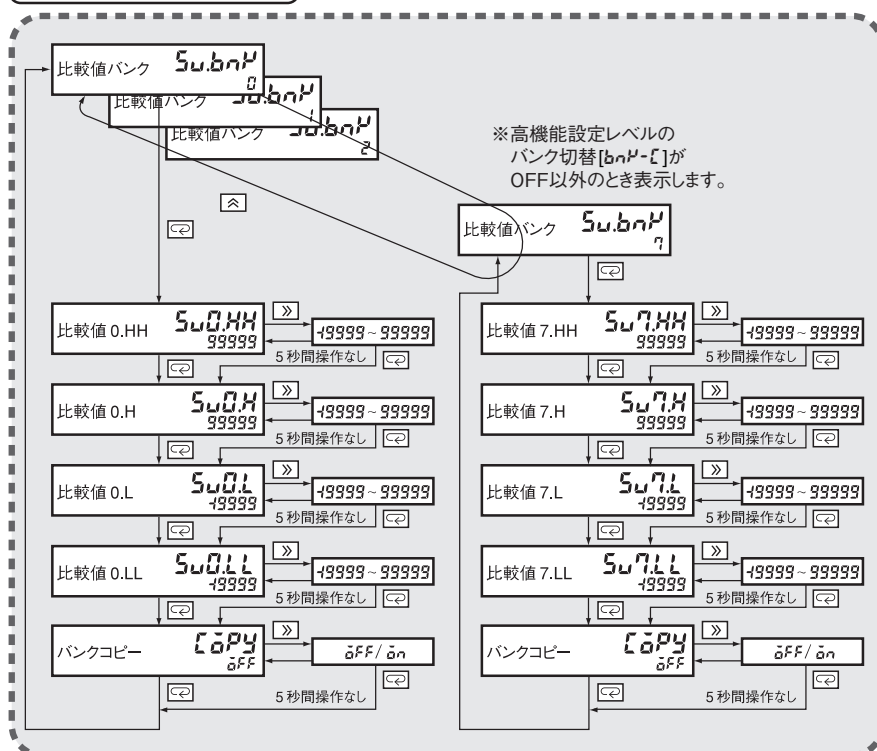 比較値バンク Su.bnK
0
比較値バンク Su.bnK
1
比較値バンク Su.bnK
2
※高機能設定レベルの
バンク切替[bnK-C]が
OFF以外のとき表示します。
比較値バンク Su.bnK
7
比較値 0.HH Su0.HH
99999
-19999~99999
5秒間操作なし
比較値 0.H Su0.H
99999
-19999~99999
5秒間操作なし
比較値 0.L Su0.L
-19999
-19999~99999
5秒間操作なし
比較値 0.LL Su0.LL
-19999
-19999~99999
5秒間操作なし
バンクコピー CoPY
oFF
oFF/on
5秒間操作なし
比較値 7.HH Su7.HH
99999
-19999~99999
5秒間操作なし
比較値 7.H Su7.H
99999
-19999~99999
5秒間操作なし
比較値 7.L Su7.L
-19999
-19999~99999
5秒間操作なし
比較値 7.LL Su7.LL
-19999
-19999~99999
5秒間操作なし
バンクコピー CoPY
oFF
oFF/on
5秒間操作なし